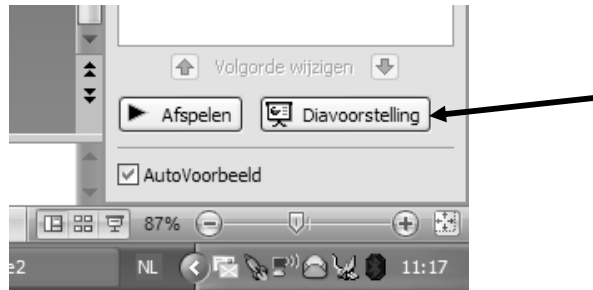 Volgorde wijzigen
Afspelen Diavoorstelling
AutoVoorbeeld
87%
e2 NL 11:17